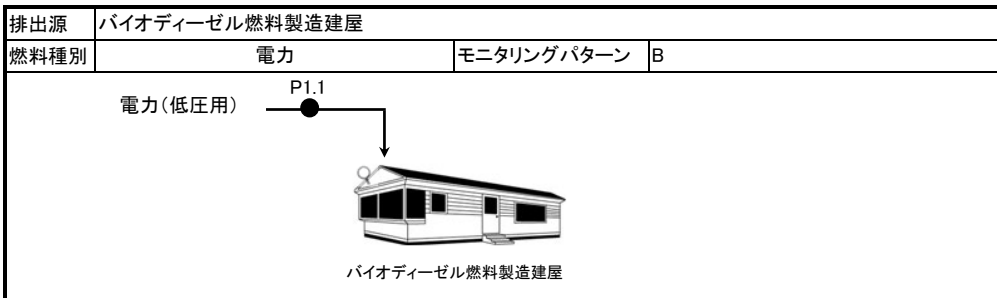 排出源 バイオディーゼル燃料製造建屋
燃料種別 電力 モニタリングパターン B
P1.1
電力(低圧用)
バイオディーゼル燃料製造建屋